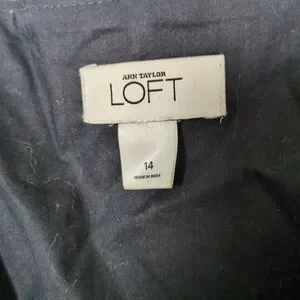 ANN TAYLOR
LOFT
14
MADE IN INDIA